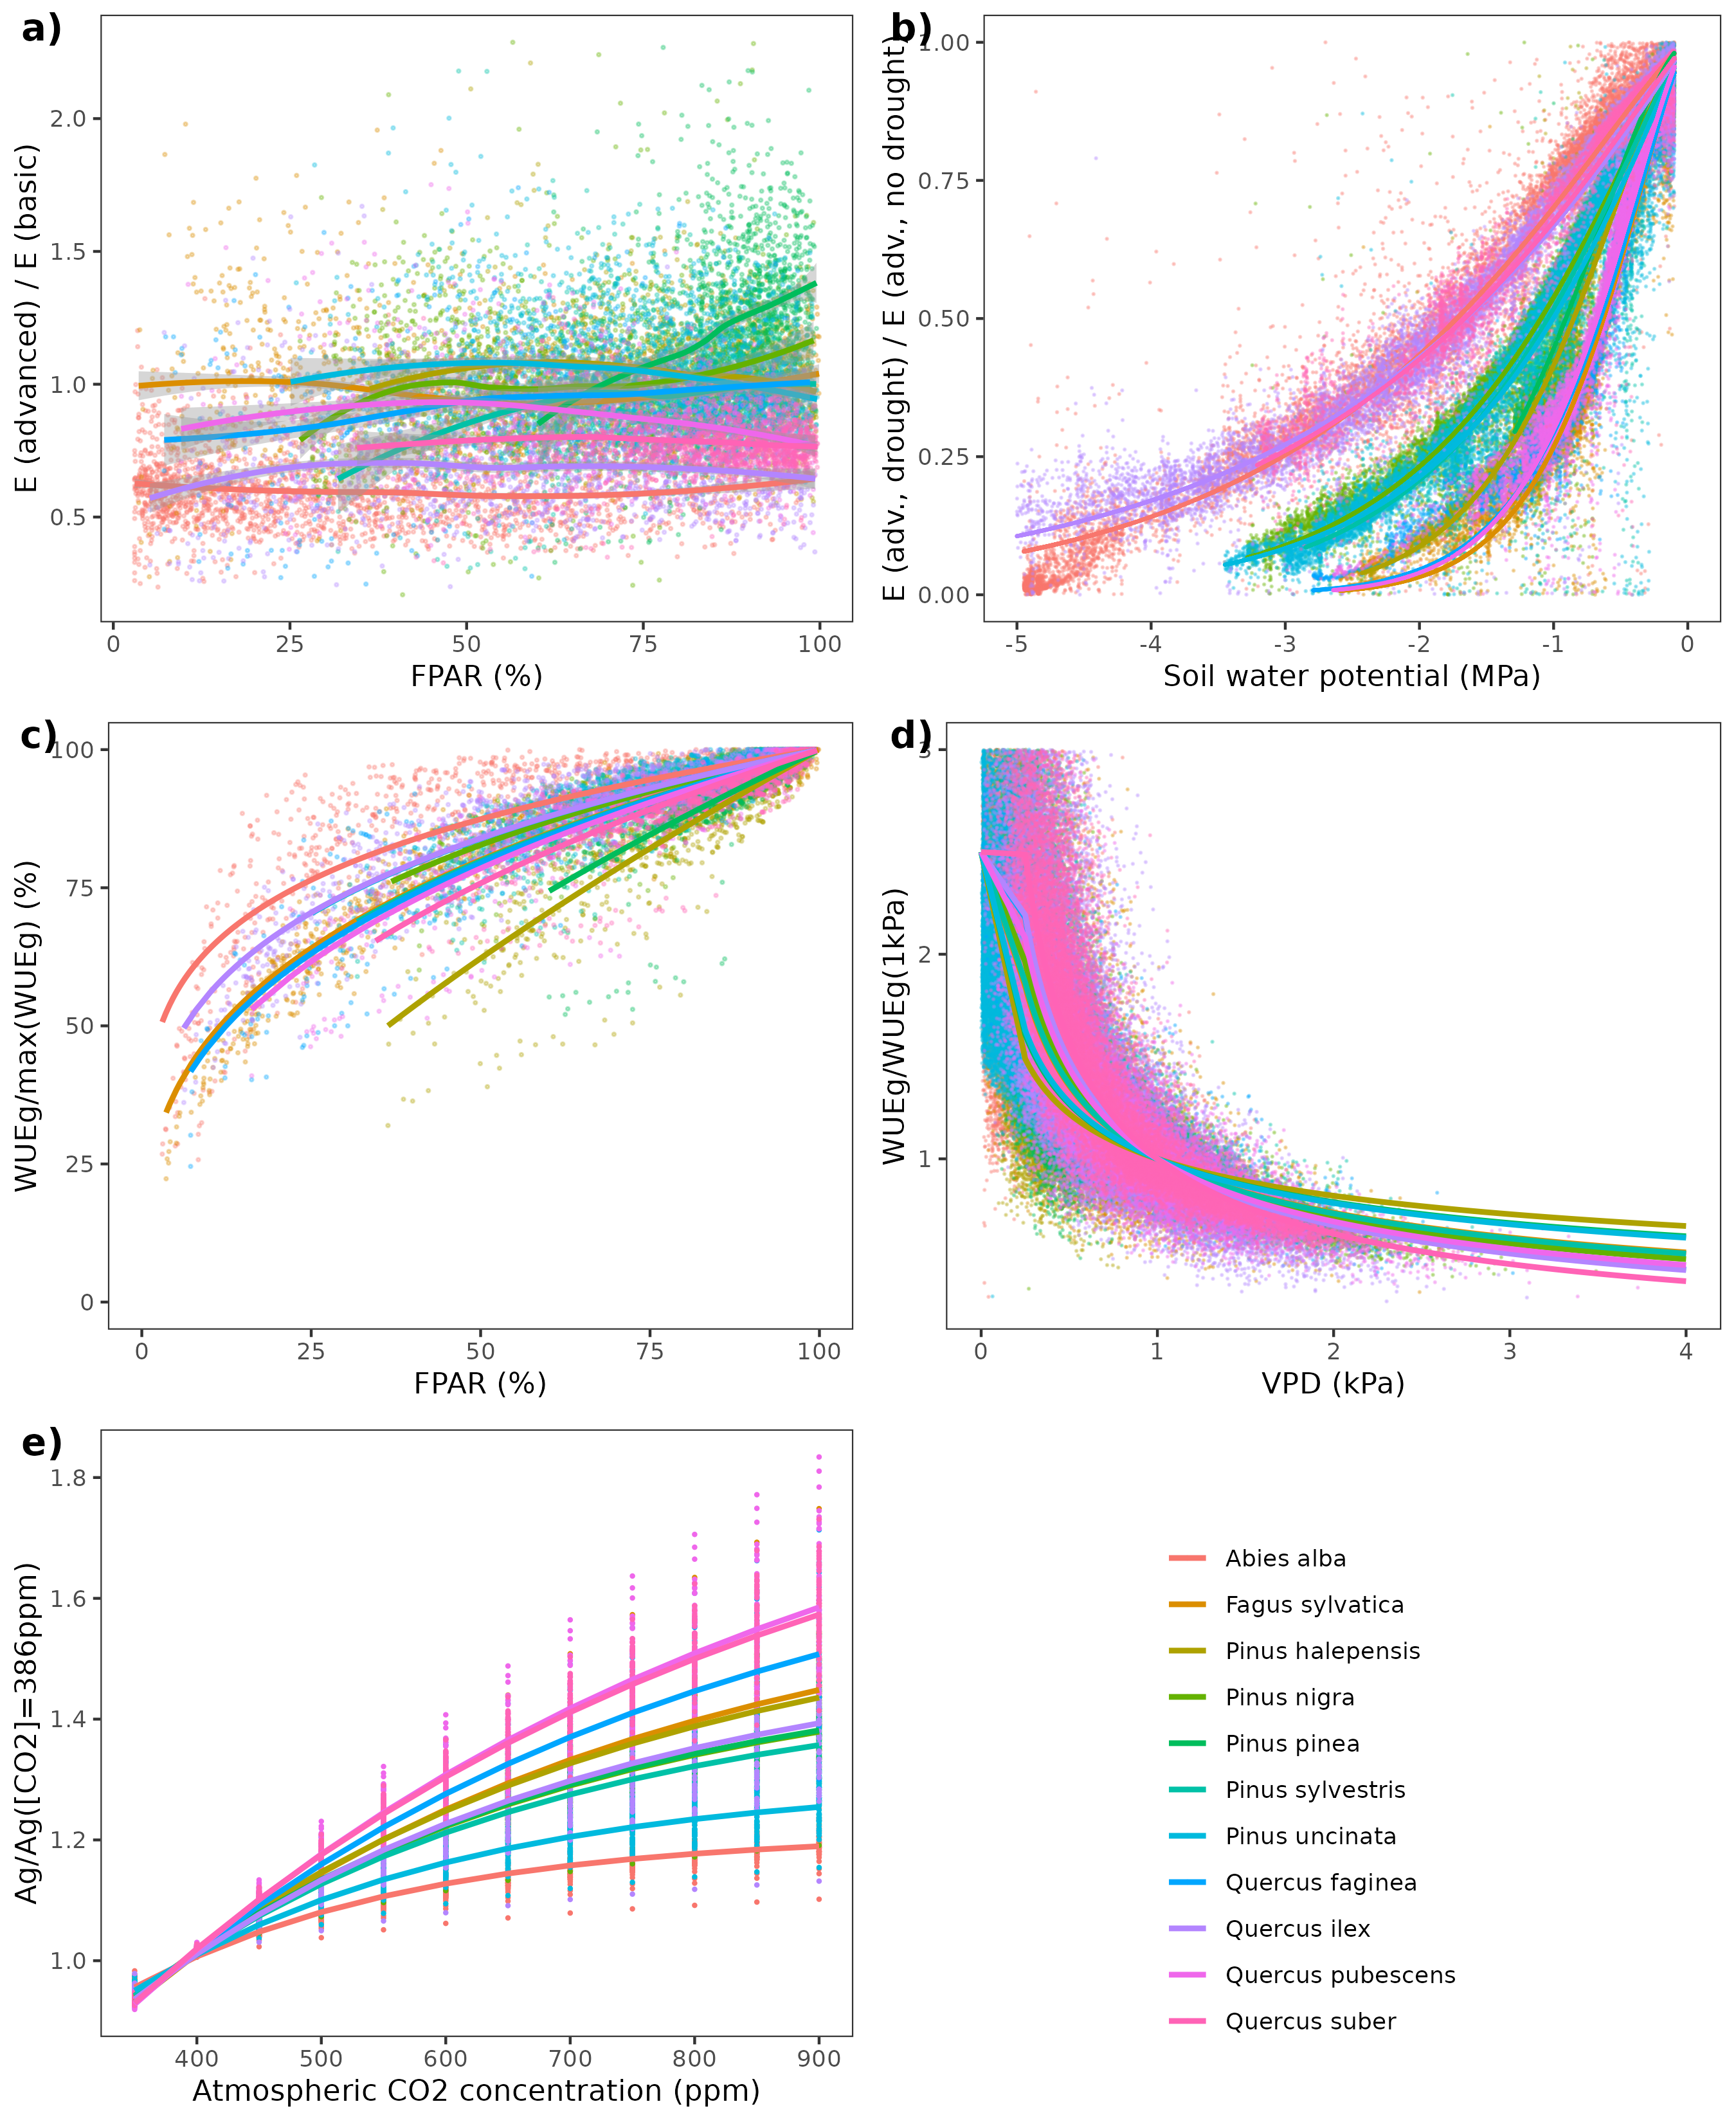 a)
E (advanced) / E (basic)
2.0
1.5
1.0
0.5
0 25 50 75 100
FPAR (%)
b)
E (adv., drought) / E (adv., no drought)
1.00
0.75
0.50
0.25
0.00
-5 -4 -3 -2 -1 0
Soil water potential (MPa)
c)
WUEg/max(WUEg) (%)
100
75
50
25
0
0 25 50 75 100
FPAR (%)
d)
WUEg/WUEg(1kPa)
3
2
1
0 1 2 3 4
VPD (kPa)
e)
Ag/Ag([CO2]=386ppm)
1.8
1.6
1.4
1.2
1.0
400 500 600 700 800 900
Atmospheric CO2 concentration (ppm)
Abies alba
Fagus sylvatica
Pinus halepensis
Pinus nigra
Pinus pinea
Pinus sylvestris
Pinus uncinata
Quercus faginea
Quercus ilex
Quercus pubescens
Quercus suber